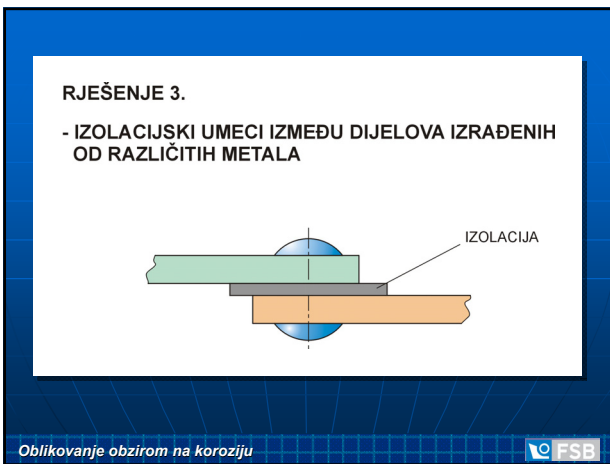 RJEŠENJE 3.
- IZOLACIJSKI UMECI IZMEĐU DIJELOVA IZRAĐENIH
OD RAZLIČITIH METALA
IZOLACIJA
Oblikovanje obzirom na koroziju
FSB